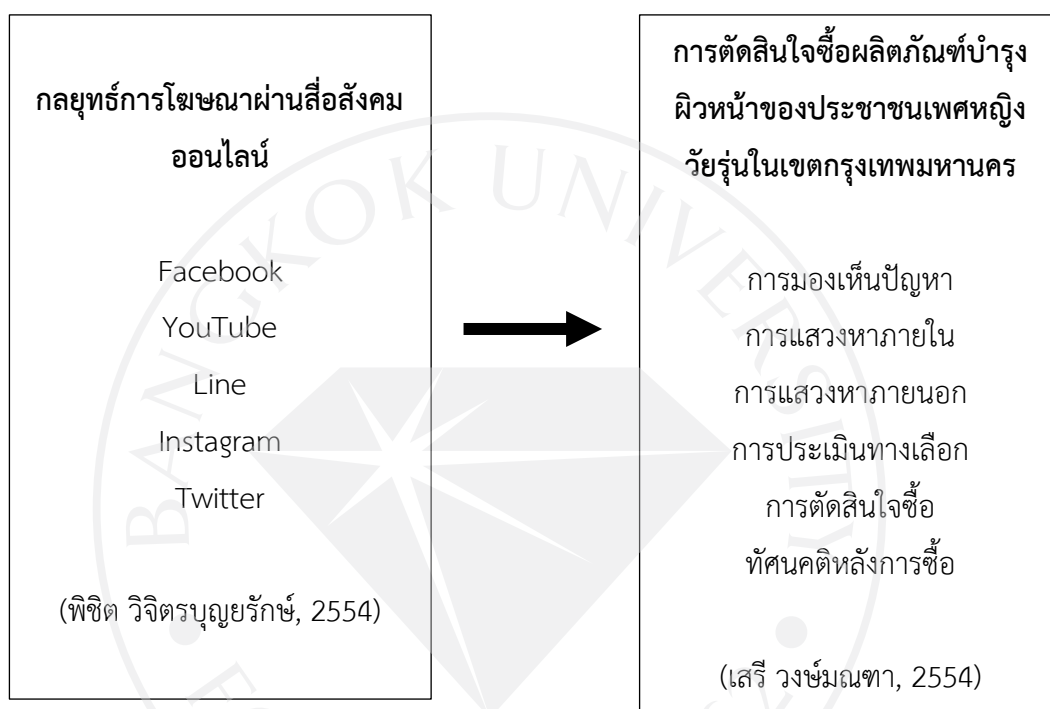 กลยุทธ์การโฆษณาผ่านสื่อสังคม
ออนไลน์
Facebook
YouTube
Line
Instagram
Twitter
(พิชิต วิจิตรบุญยรักษ์, 2554)
การตัดสินใจซื้อผลิตภัณฑ์บำรุง
ผิวหน้าของประชาชนเพศหญิง
วัยรุ่นในเขตกรุงเทพมหานคร
การมองเห็นปัญหา
การแสวงหาภายใน
การแสวงหาภายนอก
การประเมินทางเลือก
การตัดสินใจซื้อ
ทัศนคติหลังการซื้อ
(เสรี วงษ์มณฑา, 2554)
BANGKOK UNIVERSITY